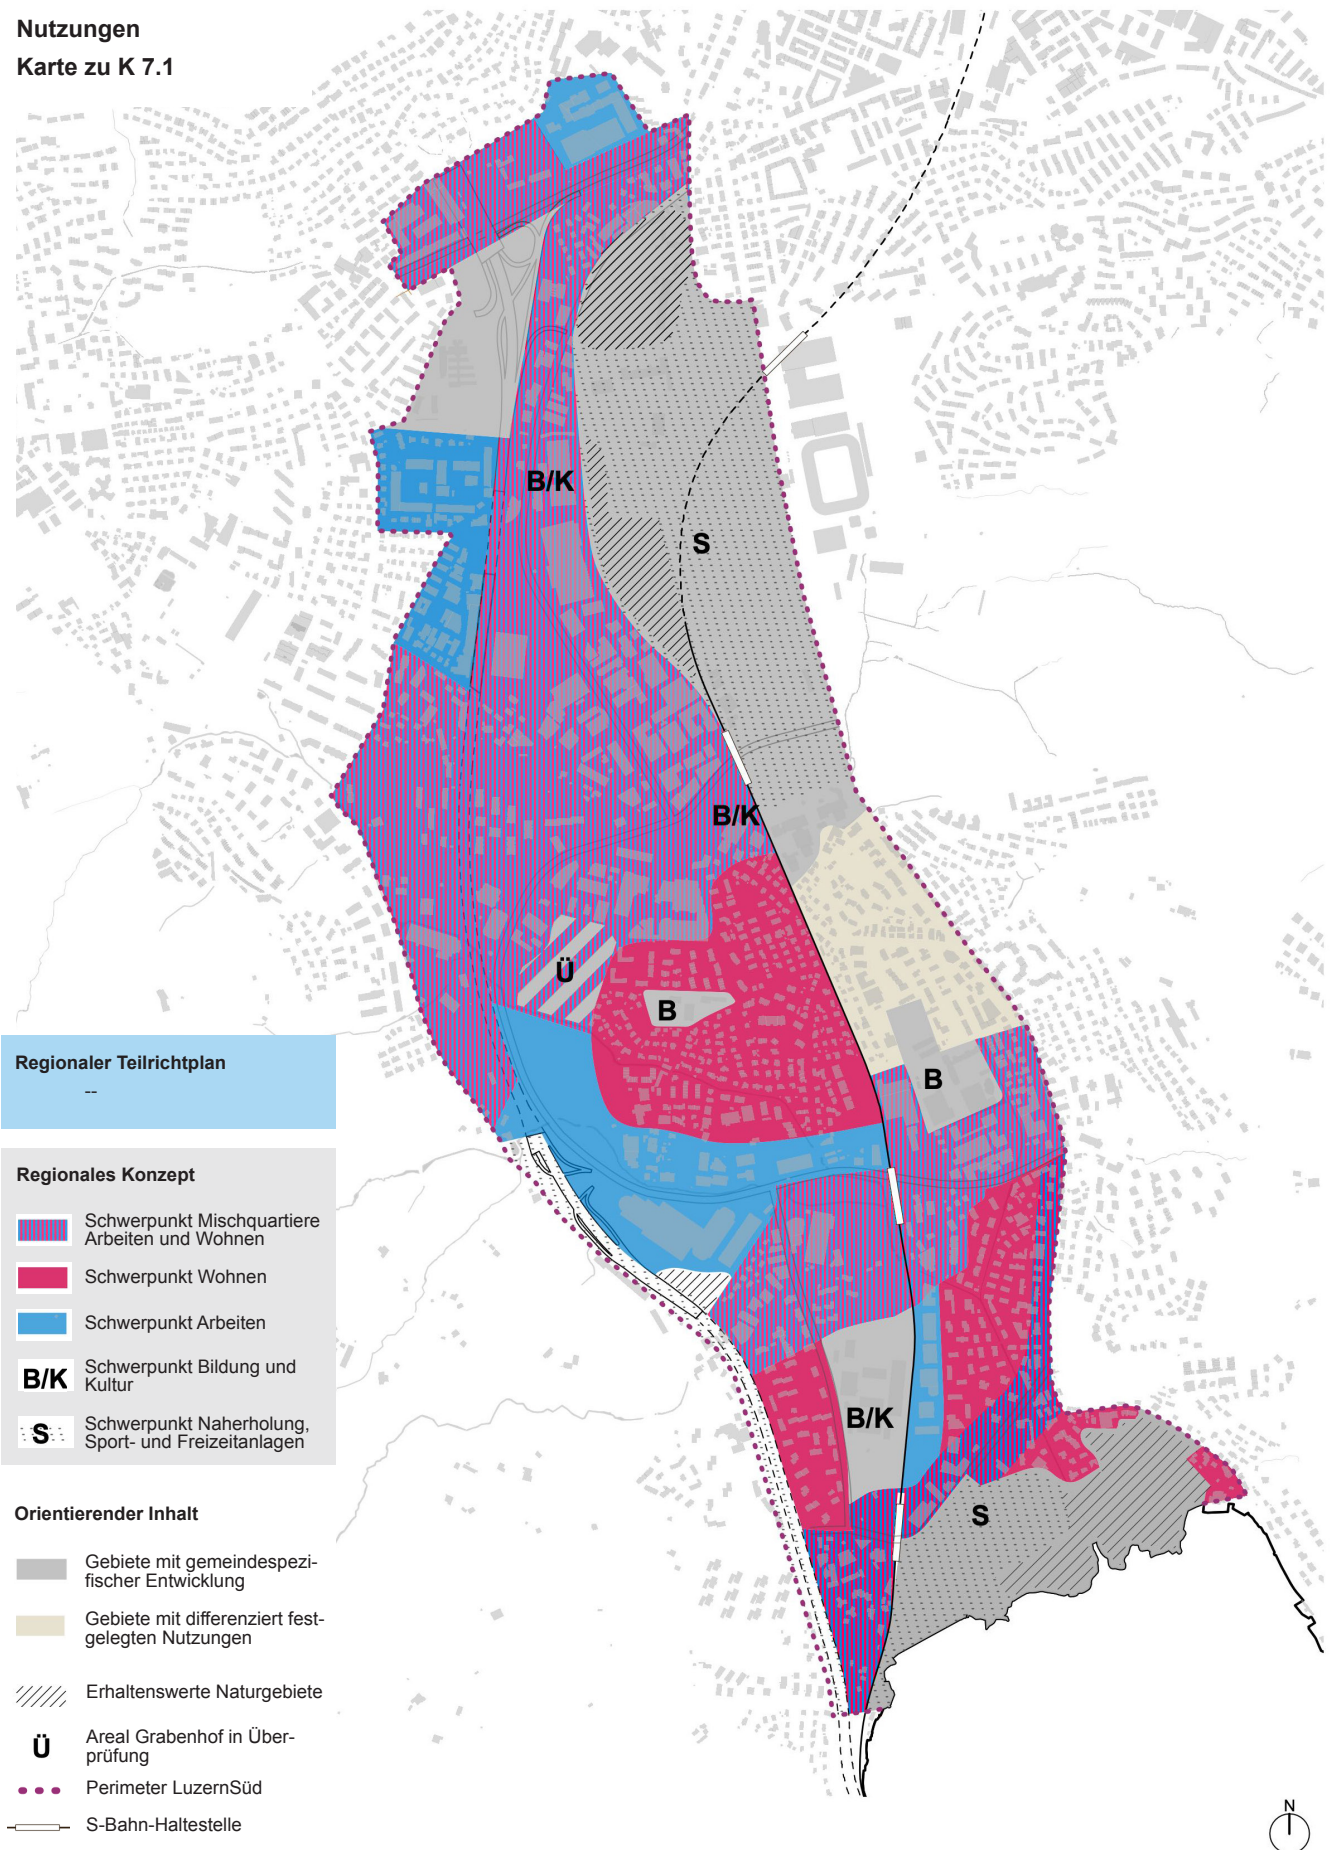 Nutzungen
Karte zu K 7.1
B/K
S
B/K
Ü
B
B
B/K
S
Regionaler Teilrichtplan
--
Regionales Konzept
Schwerpunkt Mischquartiere
Arbeiten und Wohnen
Schwerpunkt Wohnen
Schwerpunkt Arbeiten
B/K
Schwerpunkt Bildung und
Kultur
S
Schwerpunkt Naherholung,
Sport- und Freizeitanlagen
Orientierender Inhalt
Gebiete mit gemeindespezi-
fischer Entwicklung
Gebiete mit differenziert fest-
gelegten Nutzungen
Erhaltenswerte Naturgebiete
Ü
Areal Grabenhof in Über-
prüfung
Perimeter LuzernSüd
S-Bahn-Haltestelle
N